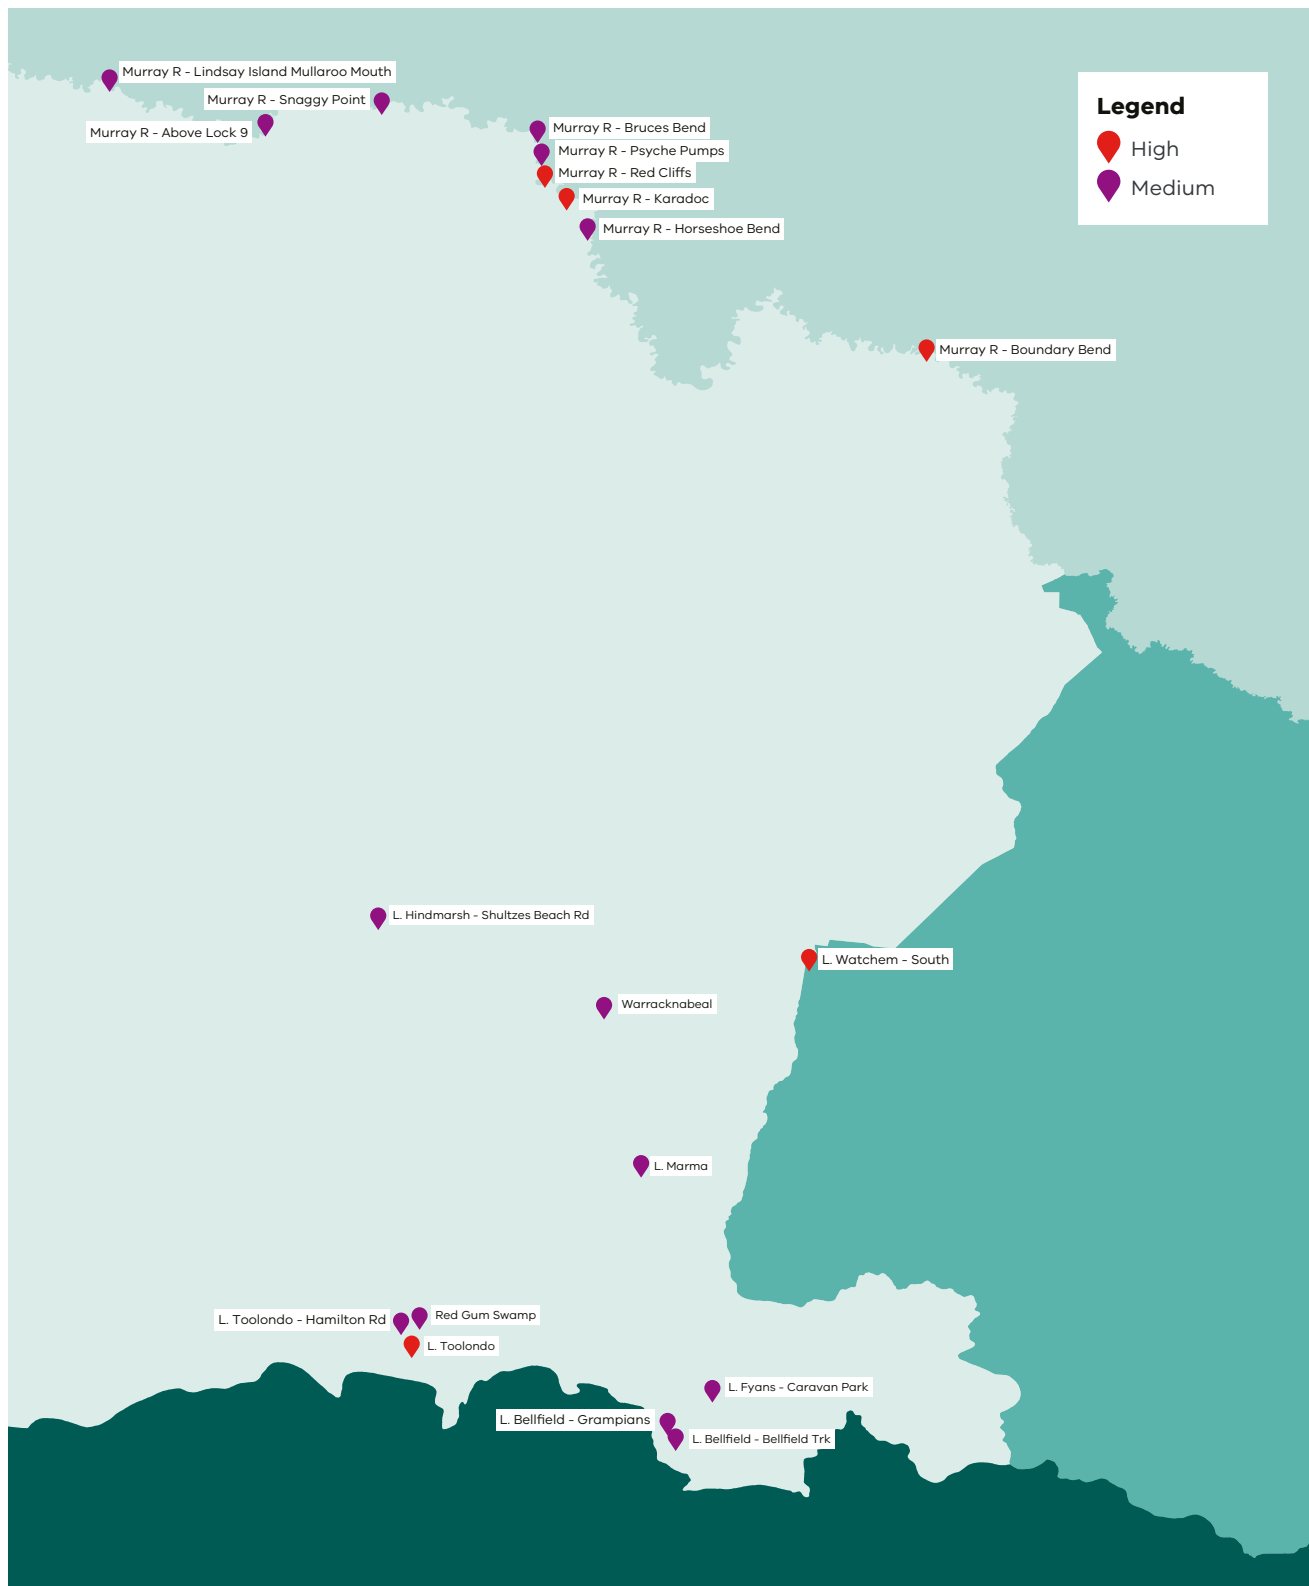 Murray R - Lindsay Island Mullaroo Mouth
Murray R - Snaggy Point
Murray R - Above Lock 9
Murray R - Bruces Bend
Murray R - Psyche Pumps
Murray R - Red Cliffs
Murray R - Karadoc
Murray R - Horseshoe Bend
Legend
High
Medium
Murray R - Boundary Bend
L. Hindmarsh - Shultzes Beach Rd
L. Watchem - South
Warracknabeal
L. Marma
L. Toolondo - Hamilton Rd
Red Gum Swamp
L. Toolondo
L. Fyans - Caravan Park
L. Bellfield - Grampians
L. Bellfield - Bellfield Trk